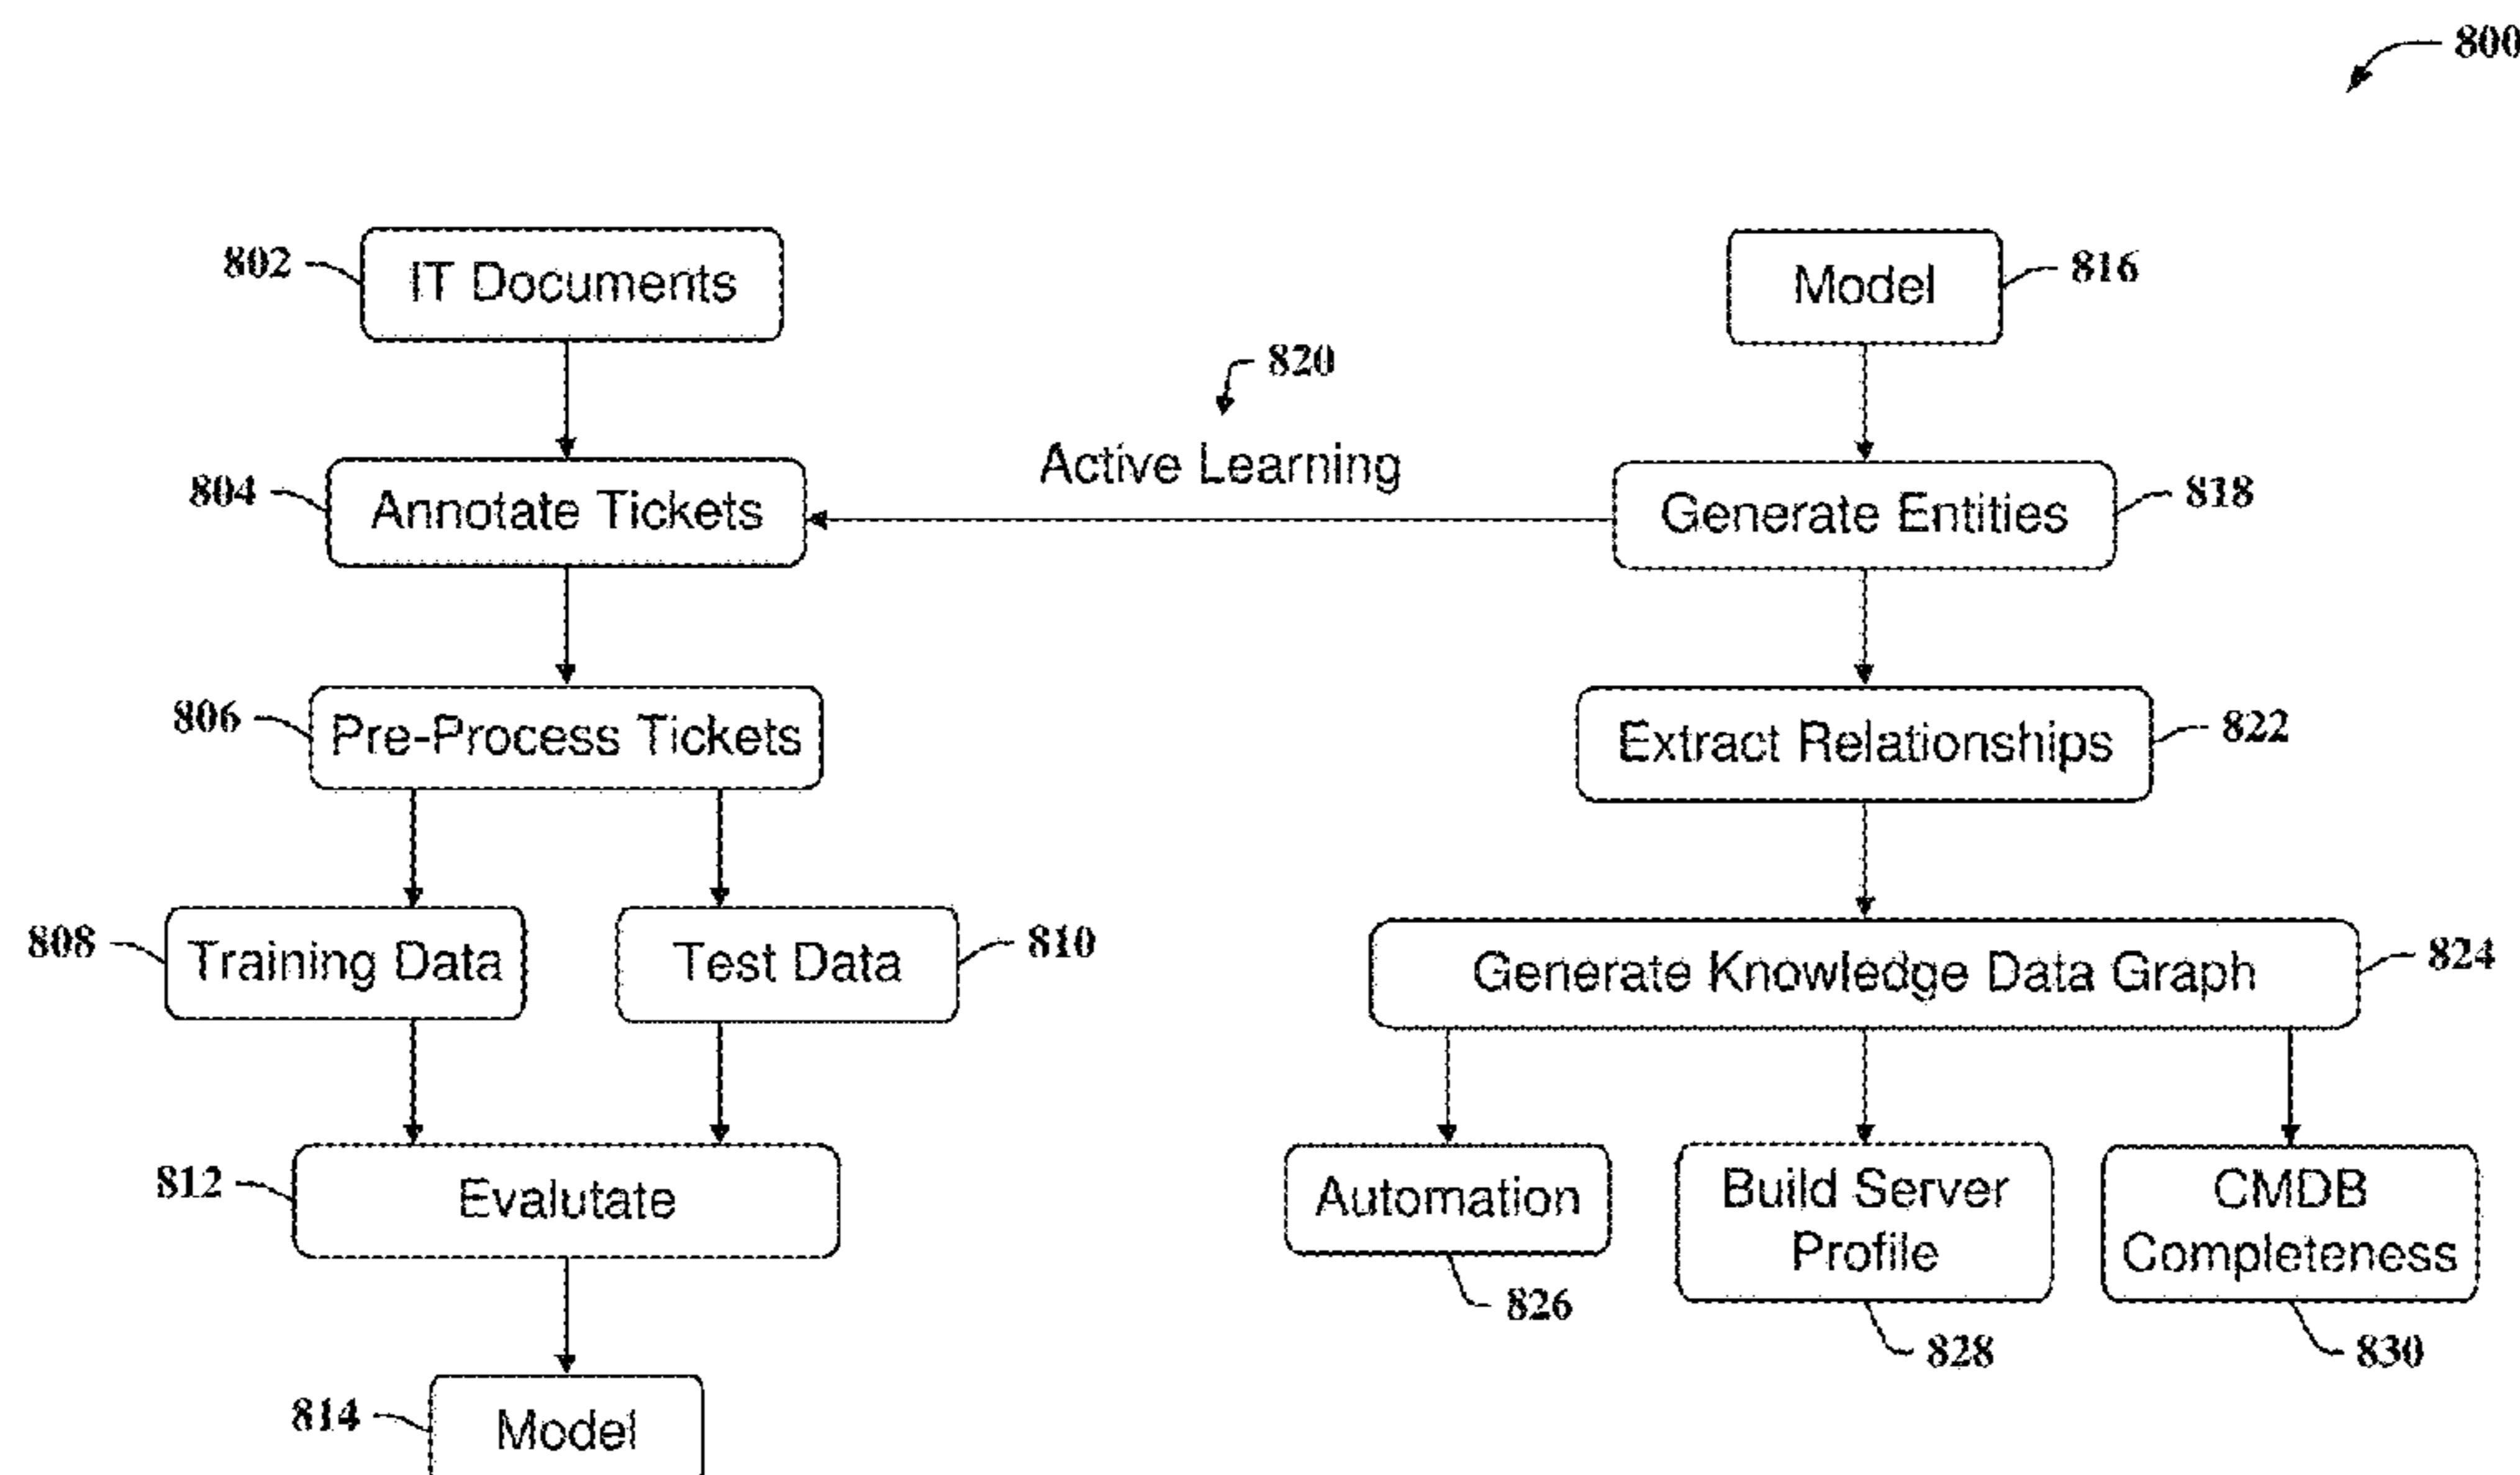 800
802
IT Documents
Model
816
820
Active Learning
804
Annotate Tickets
Generate Entities
818
806
Pre-Process Tickets
Extract Relationships
822
808
Training Data
Test Data
810
Generate Knowledge Data Graph
824
812
Evalutate
Automation
826
Build Server
Profile
828
CMDB
Completeness
830
814
Model